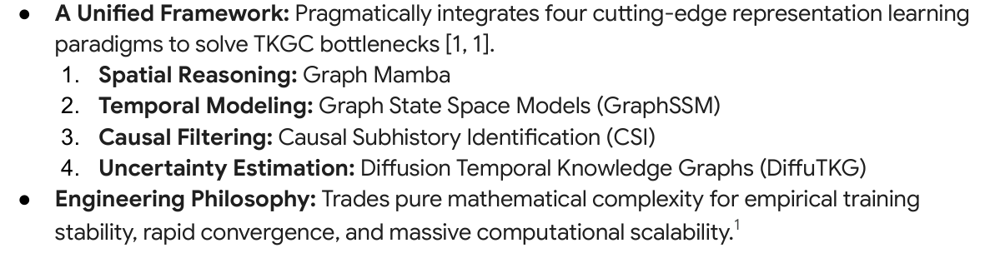 ● A Unified Framework: Pragmatically integrates four cutting-edge representation learning
paradigms to solve TKGC bottlenecks [1, 1].
1. Spatial Reasoning: Graph Mamba
2. Temporal Modeling: Graph State Space Models (GraphSSM)
3. Causal Filtering: Causal Subhistory Identification (CSI)
4. Uncertainty Estimation: Diffusion Temporal Knowledge Graphs (DiffuTKG)
● Engineering Philosophy: Trades pure mathematical complexity for empirical training
stability, rapid convergence, and massive computational scalability.1